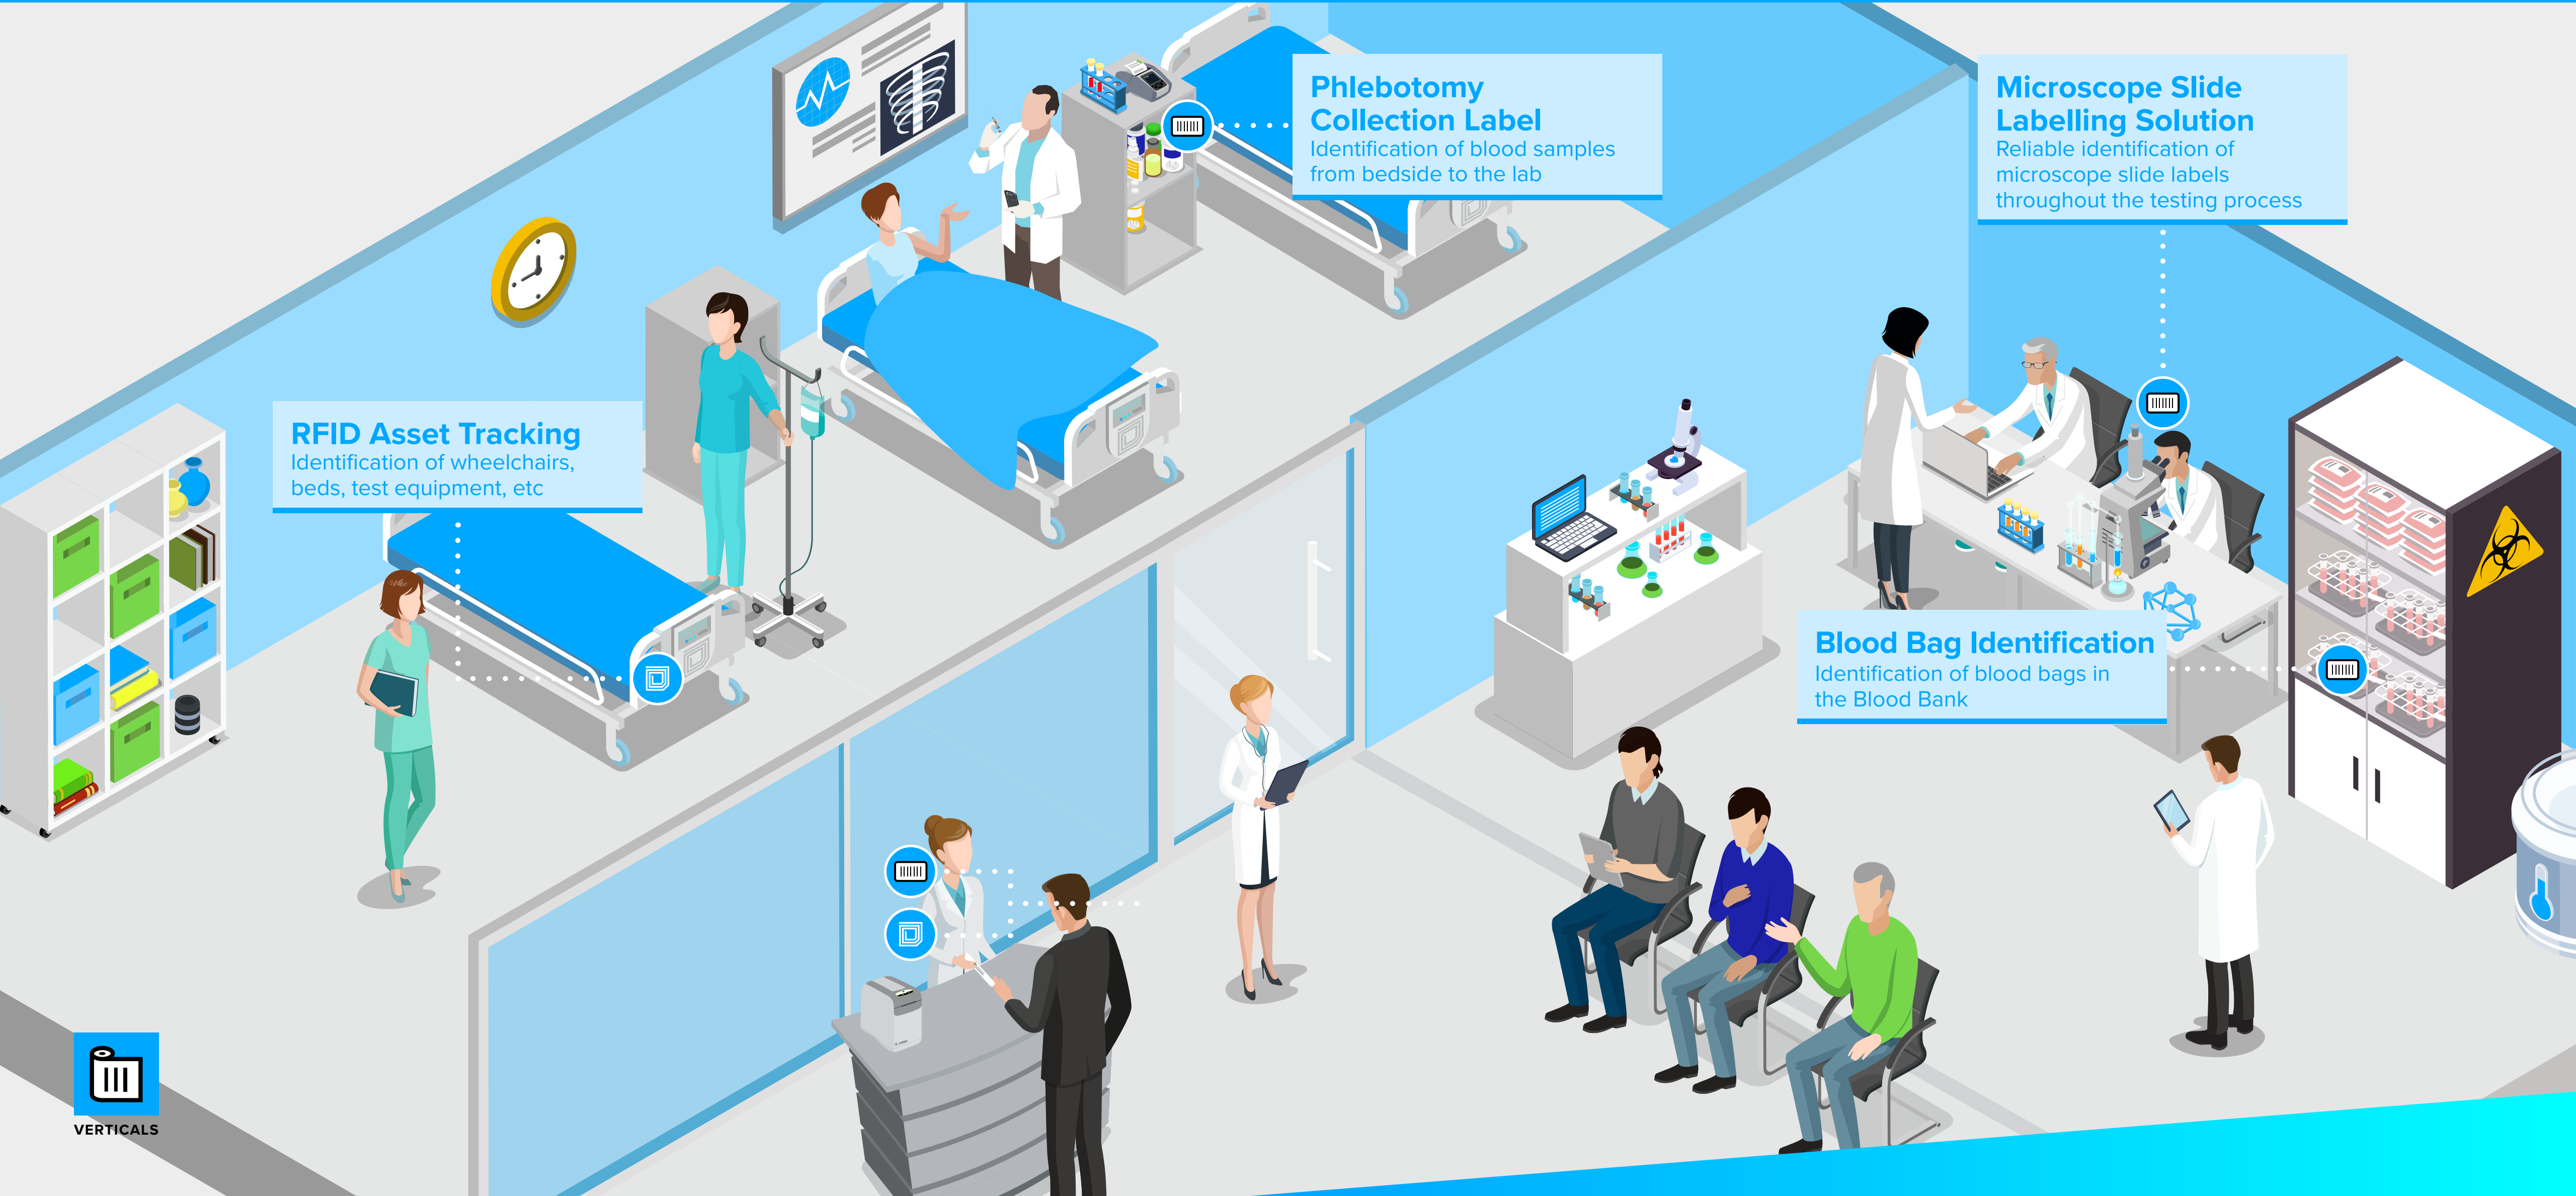 Phlebotomy
Collection Label
Identification of blood samples
from bedside to the lab
Microscope Slide
Labelling Solution
Reliable identification of
microscope slide labels
throughout the testing process
RFID Asset Tracking
Identification of wheelchairs,
beds, test equipment, etc
Blood Bag Identification
Identification of blood bags in
the Blood Bank
VERTICALS